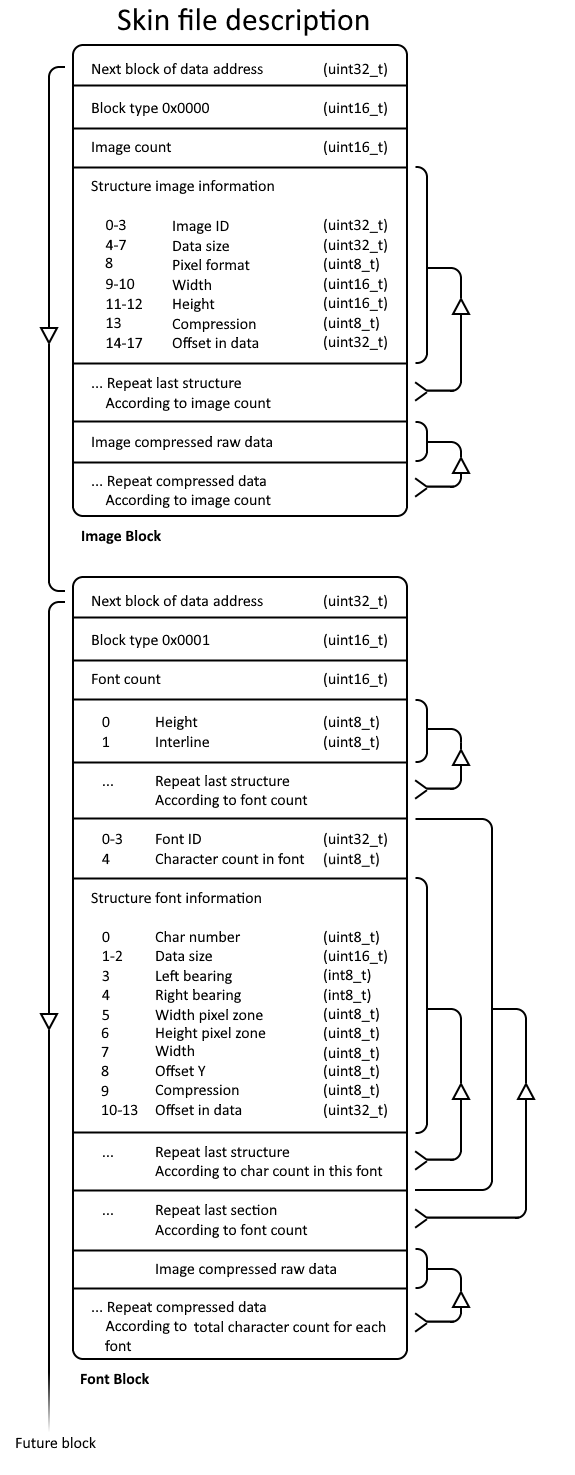 Skin file description
Next block of data address (uint32_t)
Block type 0x0000 (uint16_t)
Image count (uint16_t)
Structure image information
0-3 Image ID (uint32_t)
4-7 Data size (uint32_t)
8 Pixel format (uint8_t)
9-10 Width (uint16_t)
11-12 Height (uint16_t)
13 Compression (uint8_t)
14-17 Offset in data (uint32_t)
... Repeat last structure
According to image count
Image compressed raw data
... Repeat compressed data
According to image count
Image Block
Next block of data address (uint32_t)
Block type 0x0001 (uint16_t)
Font count (uint16_t)
0 Height (uint8_t)
1 Interline (uint8_t)
... Repeat last structure
According to font count
0-3 Font ID (uint32_t)
4 Character count in font (uint8_t)
Structure font information
0 Char number (uint8_t)
1-2 Data size (uint16_t)
3 Left bearing (int8_t)
4 Right bearing (int8_t)
5 Width pixel zone (uint8_t)
6 Height pixel zone (uint8_t)
7 Width (uint8_t)
8 Offset Y (uint8_t)
9 Compression (uint8_t)
10-13 Offset in data (uint32_t)
... Repeat last structure
According to char count in this font
... Repeat last section
According to font count
Image compressed raw data
... Repeat compressed data
According to total character count for each
font
Font Block
Future block